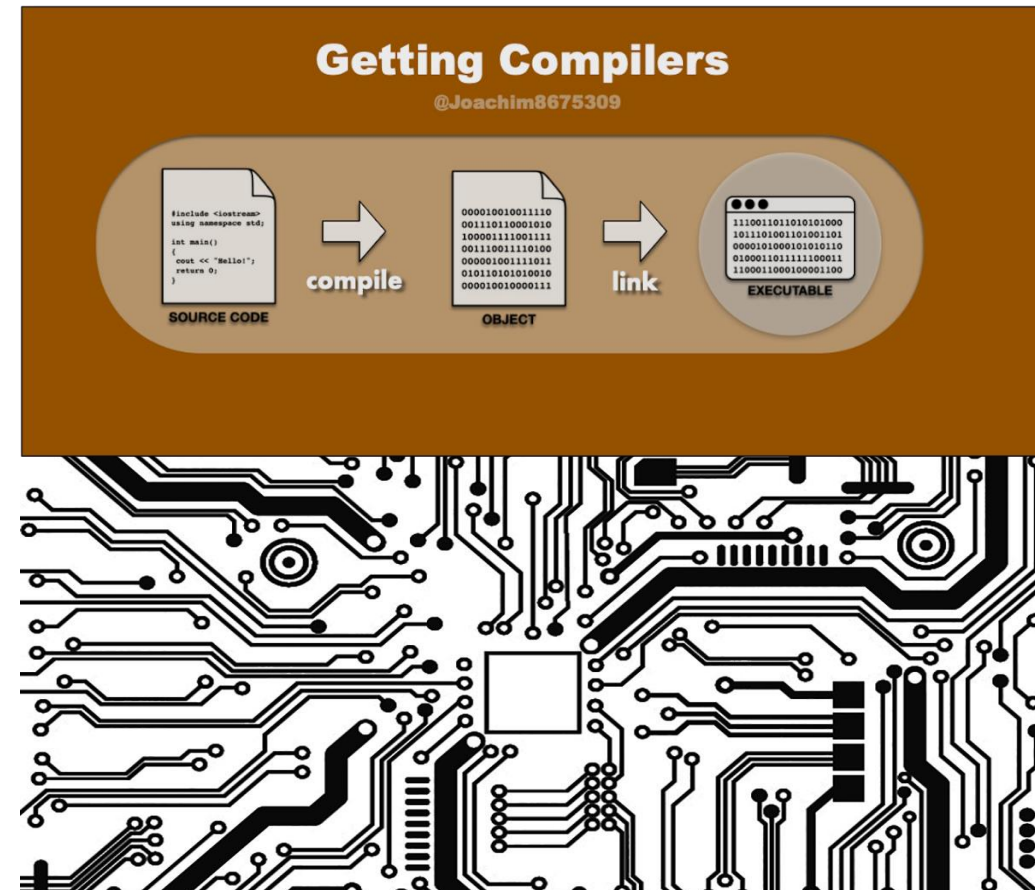 Getting Compilers
@Joachim8675309
#include <iostream>
using namespace std;
int main()
{
cout << "Hello!";
return 0;
}
SOURCE CODE
compile
000010010011110
001110110001010
100001111001111
001110011110100
000001001111011
010110101010010
000010010000111
OBJECT
link
1110011011010101000
1011101001101001101
0000101000101010110
0100011011111100011
1100011000100001100
EXECUTABLE